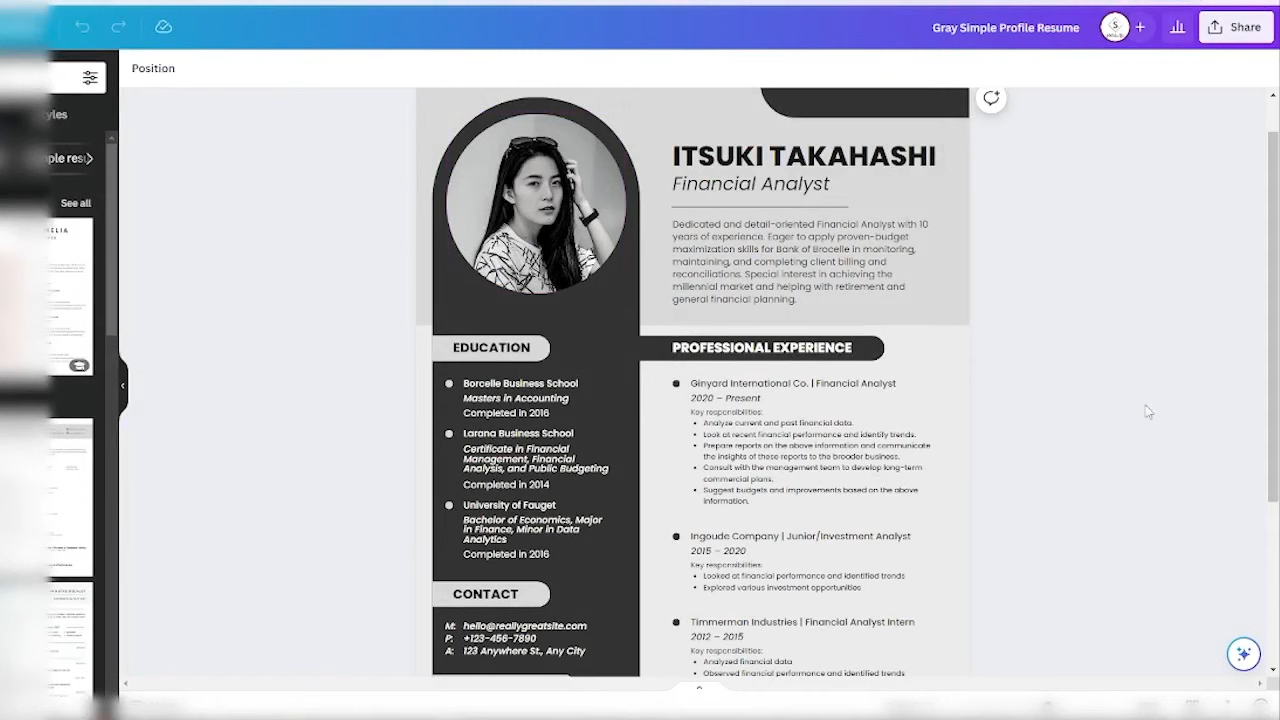 Gray Simple Profile Resume
Share
Position
yles
ple resu
See all
ITSUKI TAKAHASHI
Financial Analyst
Dedicated and detail-oriented Financial Analyst with 10
years of experience. Eager to apply proven-budget
maximization skills for Bank of Brocelle in monitoring,
maintaining, and completing client billing and
reconciliations. Special interest in achieving the
millennial market and helping with retirement and
general financial planning.
EDUCATION
Borcelle Business School
Masters in Accounting
Completed in 2016
Larana Business School
Certificate in Financial
Management, Financial
Analysis, and Public Budgeting
Completed in 2014
University of Fauget
Bachelor of Economics, Major
in Finance, Minor in Data
Analytics
Completed in 2016
CONTACT
M: hello@reallygreatsite.com
P: +123-456-7890
A: 123 Anywhere St., Any City
PROFESSIONAL EXPERIENCE
Ginyard International Co. | Financial Analyst
2020 – Present
Key responsibilities:
Analyze current and past financial data.
Look at recent financial performance and identify trends.
Prepare reports on the above information and communicate
the insights of these reports to the broader business.
Consult with the management team to develop long-term
commercial plans.
Suggest budgets and improvements based on the above
information.
Ingoude Company | Junior/Investment Analyst
2015 – 2020
Key responsibilities:
Looked at financial performance and identified trends
Explored various investment opportunities
Timmerman Industries | Financial Analyst Intern
2012 – 2015
Key responsibilities:
Analyzed financial data
Observed financial performance and identified trends